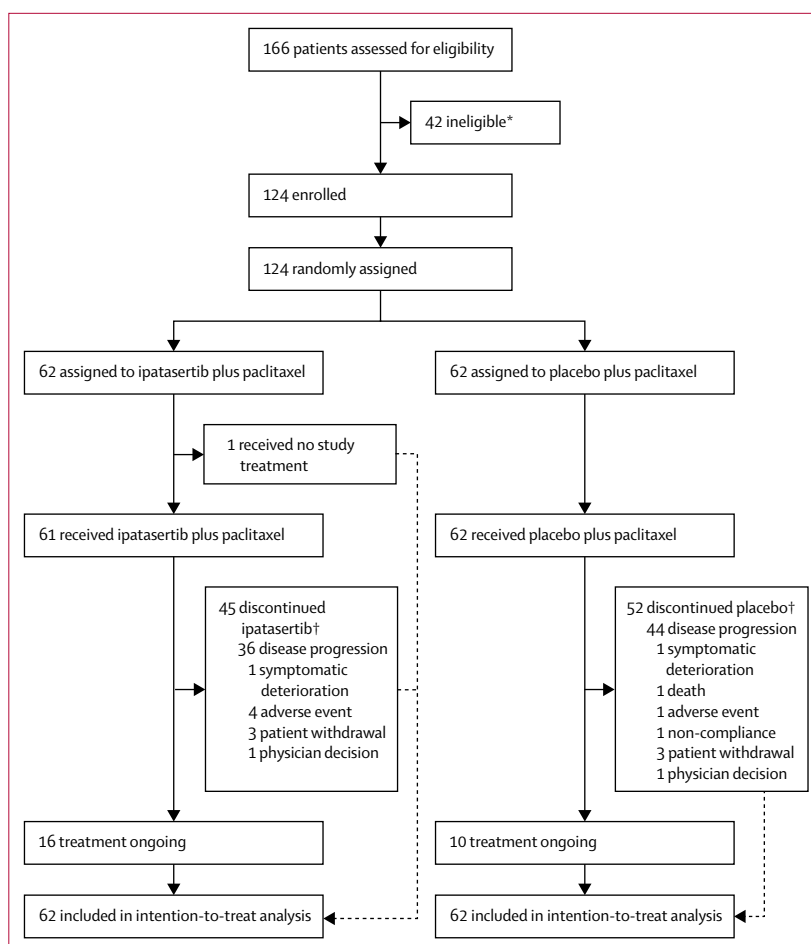 166 patients assessed for eligibility
42 ineligible*
124 enrolled
124 randomly assigned
62 assigned to ipatasertib plus paclitaxel
62 assigned to placebo plus paclitaxel
1 received no study
treatment
61 received ipatasertib plus paclitaxel
62 received placebo plus paclitaxel
45 discontinued
ipatasertib†
36 disease progression
1 symptomatic
deterioration
4 adverse event
3 patient withdrawal
1 physician decision
52 discontinued placebo†
44 disease progression
1 symptomatic
deterioration
1 death
1 adverse event
1 non-compliance
3 patient withdrawal
1 physician decision
16 treatment ongoing
10 treatment ongoing
62 included in intention-to-treat analysis
62 included in intention-to-treat analysis